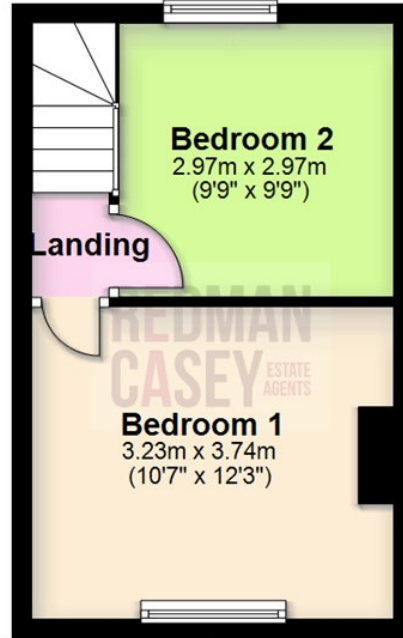 Bedroom 2
2.97m x 2.97m
(9'9" x 9'9")
Landing
REDMAN
CASEY ESTATE
AGENTS
Bedroom 1
3.23m x 3.74m
(10'7" x 12'3")